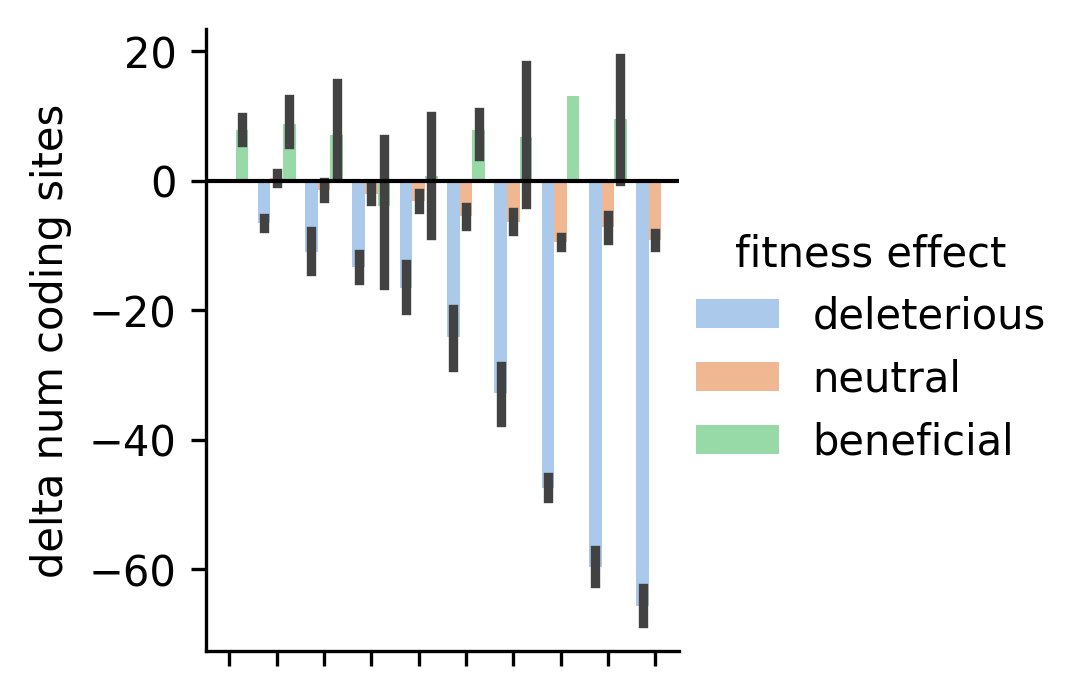 20
0
−20
−40
−60
delta num coding sites
fitness effect
deleterious
neutral
beneficial